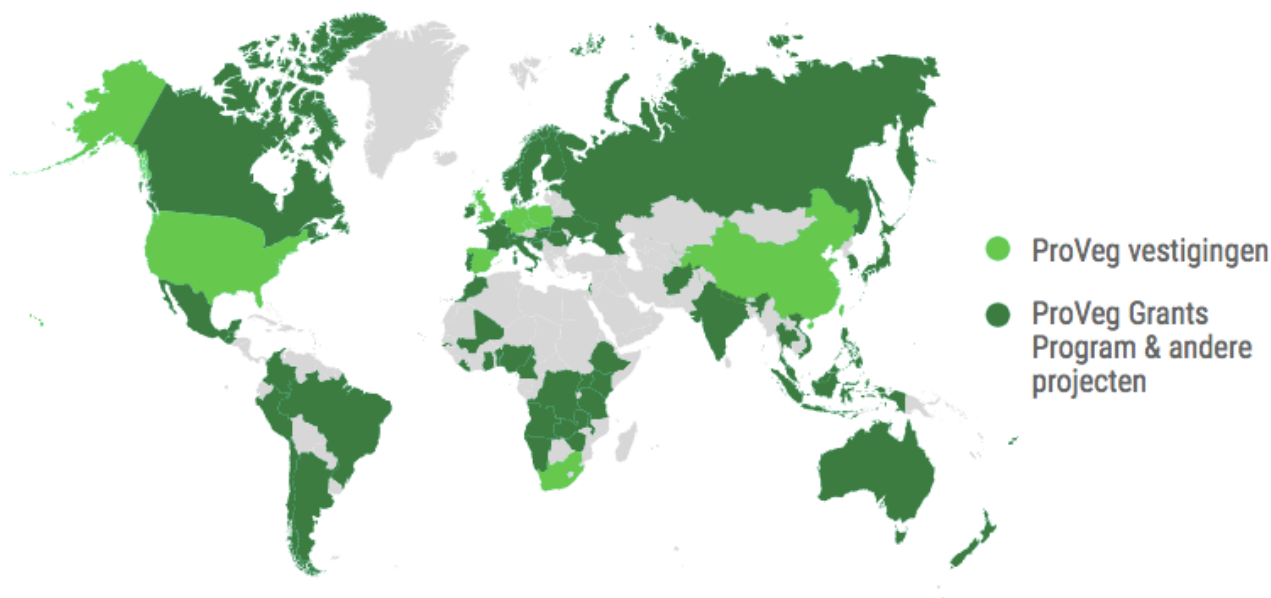 ProVeg vestigingen
ProVeg Grants
Program & andere
projecten